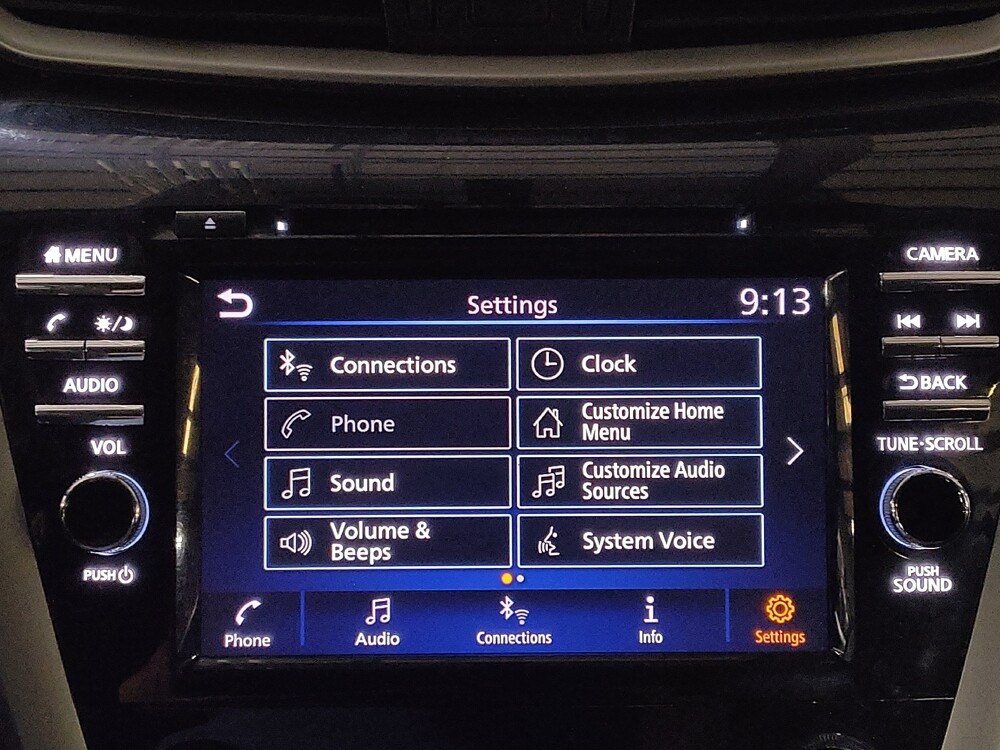 MENU
CAMERA
AUDIO
BACK
VOL
TUNE·SCROLL
PUSH
PUSH
SOUND
Settings
9:13
Connections
Clock
Phone
Customize Home
Menu
Sound
Customize Audio
Sources
Volume &
Beeps
System Voice
Phone
Audio
Connections
Info
Settings